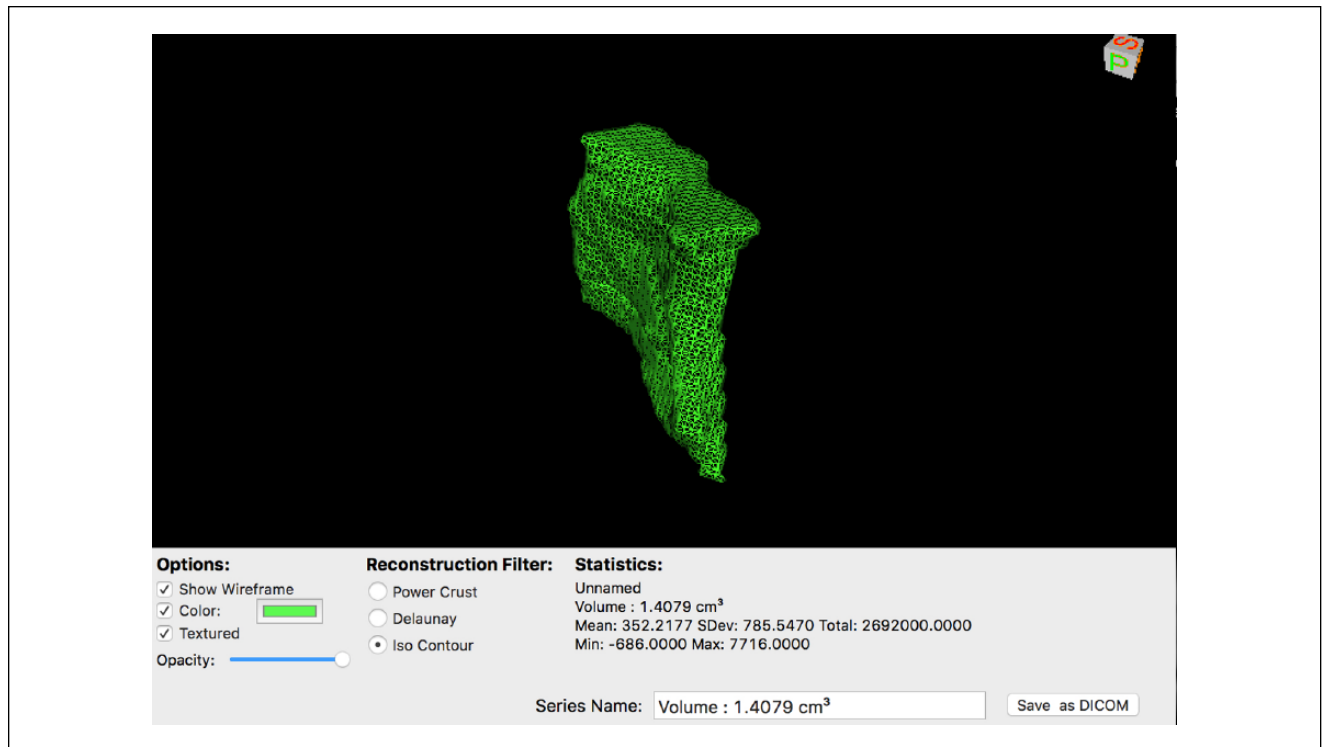 S
P
Options:
Show Wireframe
Color:
Textured
Opacity:
Reconstruction Filter:
Power Crust
Delaunay
Iso Contour
Statistics:
Unnamed
Volume : 1.4079 cm³
Mean: 352.2177 SDev: 785.5470 Total: 2692000.0000
Min: -686.0000 Max: 7716.0000
Series Name: Volume : 1.4079 cm³ Save as DICOM